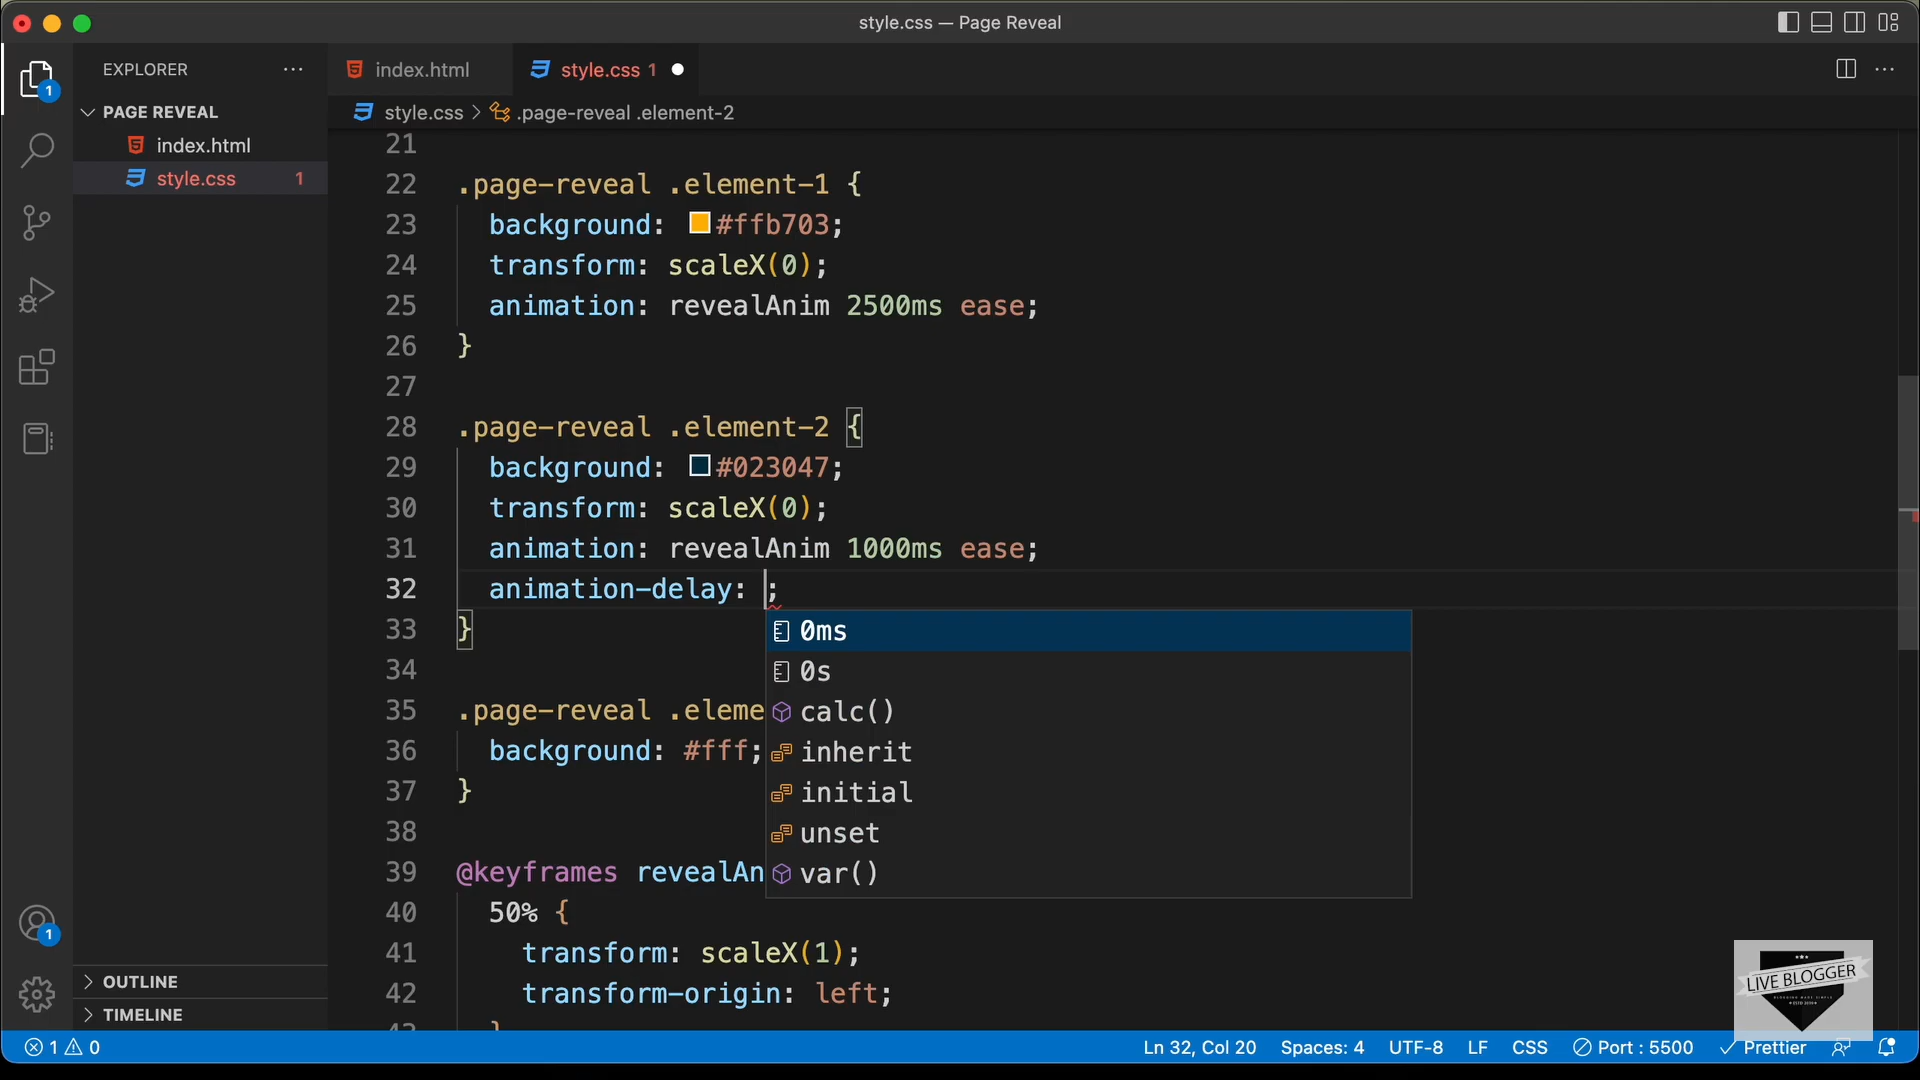 style.css — Page Reveal
EXPLORER
index.html
style.css 1
PAGE REVEAL
style.css > .page-reveal .element-2
index.html
style.css 1
21
22 .page-reveal .element-1 {
23 background: #ffb703;
24 transform: scaleX(0);
25 animation: revealAnim 2500ms ease;
26 }
27
28 .page-reveal .element-2 {
29 background: #023047;
30 transform: scaleX(0);
31 animation: revealAnim 1000ms ease;
32 animation-delay: ;
33 }
0ms
34
0s
35 .page-reveal .eleme
calc()
36 background: #fff;
inherit
37 }
initial
38
unset
39 @keyframes revealAn
var()
40 50% {
41 transform: scaleX(1);
42 transform-origin: left;
43 }
1
1
OUTLINE
TIMELINE
LIVE BLOGGER
1 0
Ln 32, Col 20 Spaces: 4 UTF-8 LF CSS Port : 5500 Prettier